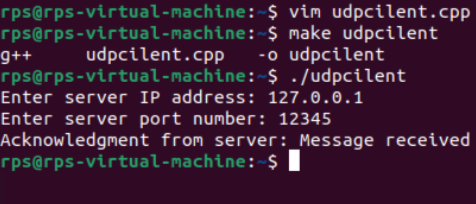 rps@rps-virtual-machine:~$ vim udpcilent.cpp
rps@rps-virtual-machine:~$ make udpcilent
g++     udpcilent.cpp   -o udpcilent
rps@rps-virtual-machine:~$ ./udpcilent
Enter server IP address: 127.0.0.1
Enter server port number: 12345
Acknowledgment from server: Message received
rps@rps-virtual-machine:~$